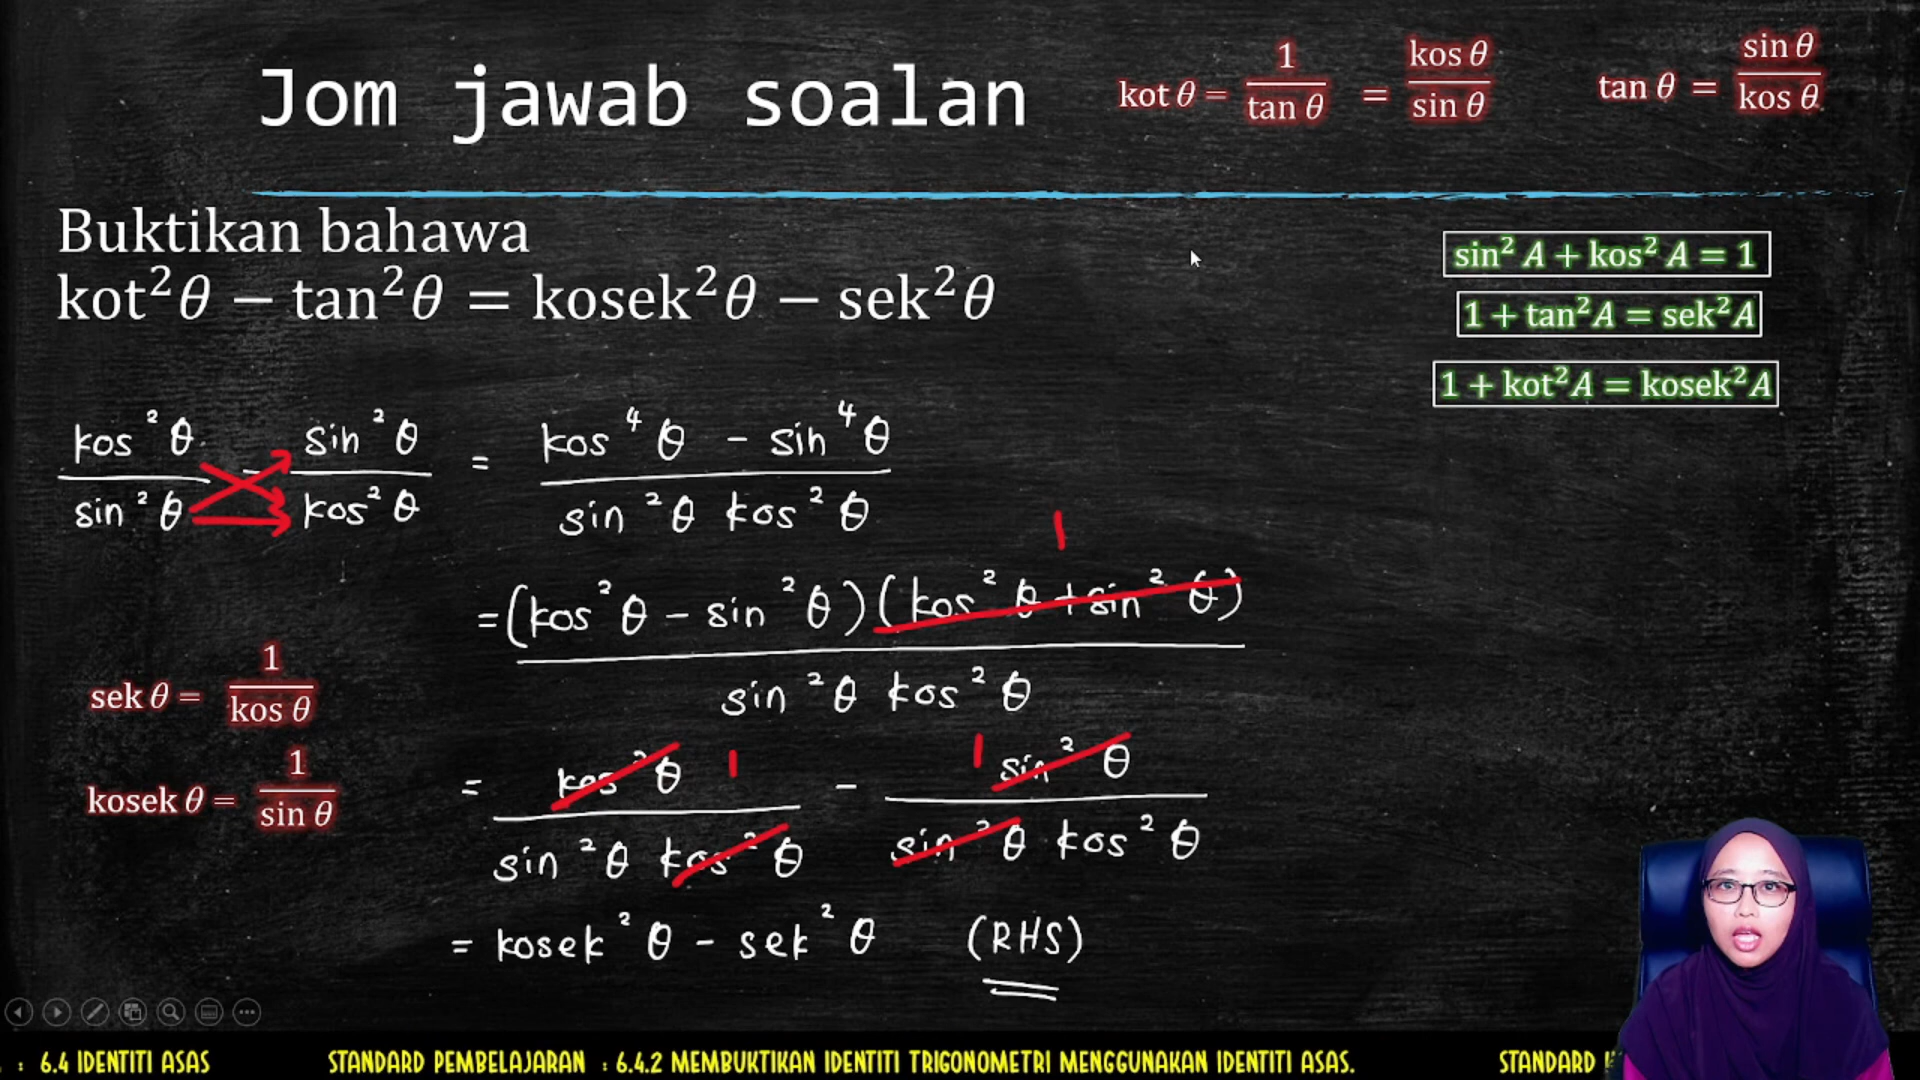 Jom jawab soalan
kot θ = 1/tan θ = kos θ/sin θ
tan θ = sin θ/kos θ
Buktikan bahawa
kot²θ − tan²θ = kosek²θ − sek²θ
sin² A + kos² A = 1
1 + tan²A = sek²A
1 + kot²A = kosek²A
kos²θ/sin²θ − sin²θ/kos²θ = (kos⁴θ − sin⁴θ)/(sin²θ kos²θ)
1
= (kos²θ − sin²θ)(kos²θ + sin²θ)/(sin²θ kos²θ)
sek θ = 1/kos θ
kosek θ = 1/sin θ
= kos²θ 1/(sin²θ kos²θ) − 1 sin²θ/(sin²θ kos²θ)
= kosek²θ − sek²θ (RHS)
: 6.4 IDENTITI ASAS STANDARD PEMBELAJARAN : 6.4.2 MEMBUKTIKAN IDENTITI TRIGONOMETRI MENGGUNAKAN IDENTITI ASAS. STANDARD